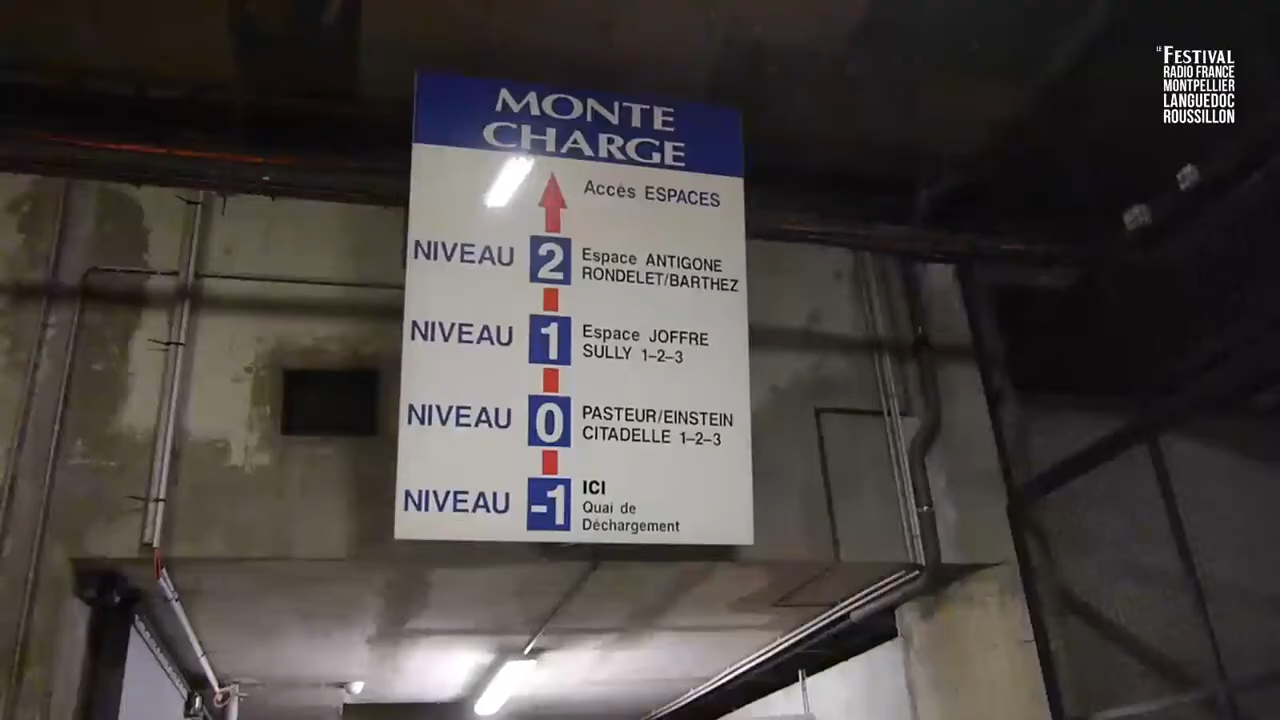 MONTE
CHARGE
Accès ESPACES
NIVEAU 2 Espace ANTIGONE
RONDELET/BARTHEZ
NIVEAU 1 Espace JOFFRE
SULLY 1-2-3
NIVEAU 0 PASTEUR/EINSTEIN
CITADELLE 1-2-3
NIVEAU -1 ICI
Quai de
Déchargement
LE FESTIVAL
RADIO FRANCE
MONTPELLIER
LANGUEDOC
ROUSSILLON